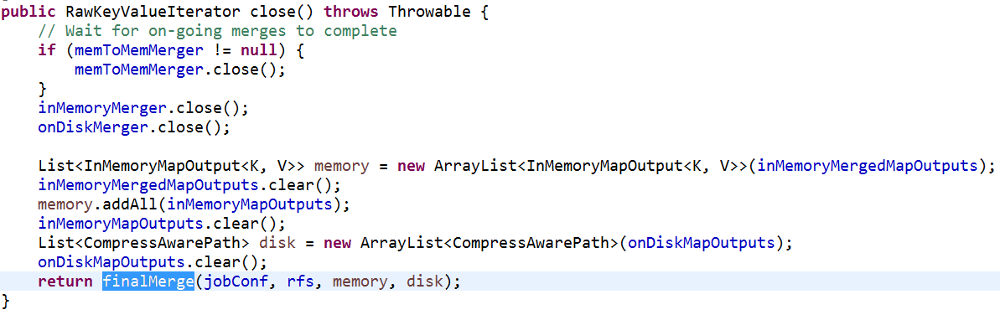 public RawKeyValueIterator close() throws Throwable {
    // Wait for on-going merges to complete
    if (memToMemMerger != null) {
        memToMemMerger.close();
    }
    inMemoryMerger.close();
    onDiskMerger.close();

    List<InMemoryMapOutput<K, V>> memory = new ArrayList<InMemoryMapOutput<K, V>>(inMemoryMergedMapOutputs);
    inMemoryMergedMapOutputs.clear();
    memory.addAll(inMemoryMapOutputs);
    inMemoryMapOutputs.clear();
    List<CompressAwarePath> disk = new ArrayList<CompressAwarePath>(onDiskMapOutputs);
    onDiskMapOutputs.clear();
    return finalMerge(jobConf, rfs, memory, disk);
}